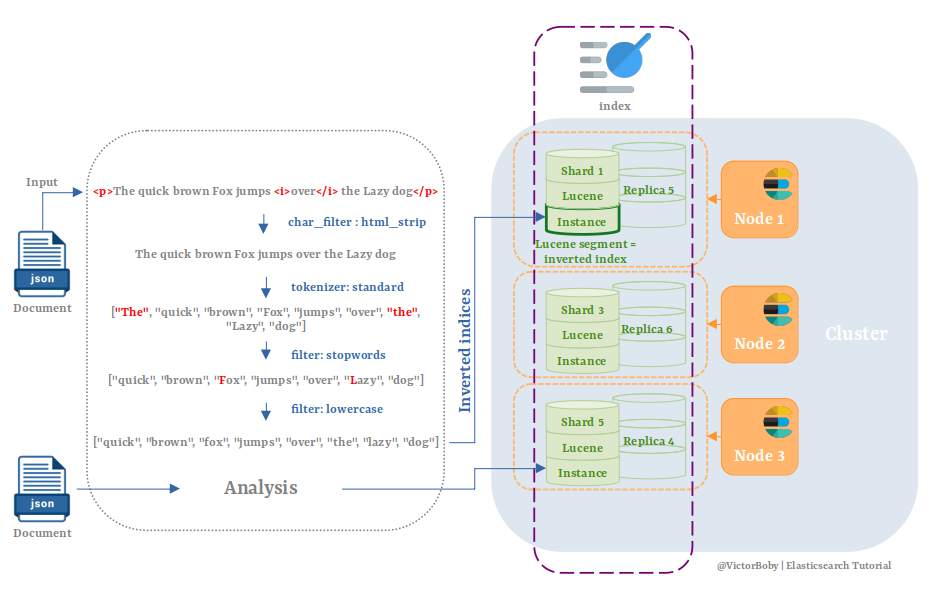 index
Input
<p>The quick brown Fox jumps <i>over</i> the Lazy dog</p>
char_filter : html_strip
The quick brown Fox jumps over the Lazy dog
tokenizer: standard
["The", "quick", "brown", "Fox", "jumps", "over", "the",
"Lazy", "dog"]
filter: stopwords
["quick", "brown", "Fox", "jumps", "over", "Lazy", "dog"]
filter: lowercase
["quick", "brown", "fox", "jumps", "over", "the", "lazy", "dog"]
Analysis
json
Document
json
Document
Inverted indices
Shard 1
Lucene
Instance
Replica 5
Lucene segment =
inverted index
Shard 3
Lucene
Instance
Replica 6
Shard 5
Lucene
Instance
Replica 4
Node 1
Node 2
Node 3
Cluster
@VictorBoby | Elasticsearch Tutorial